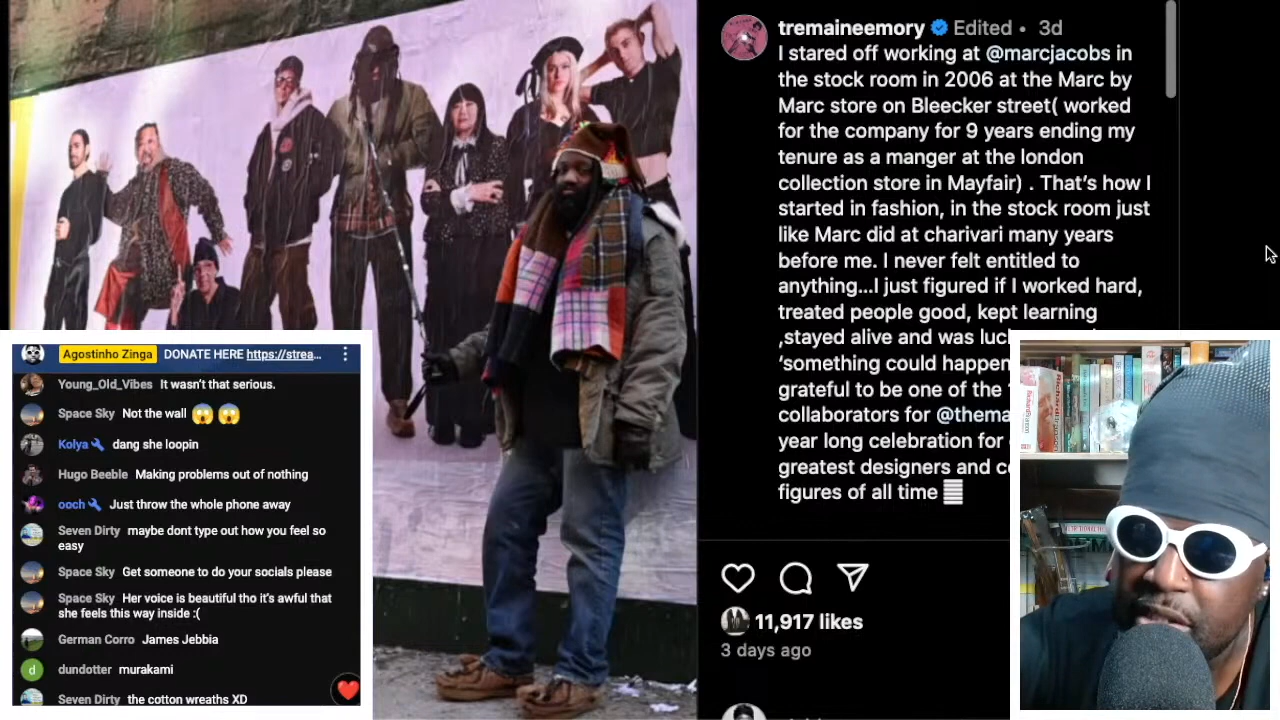 tremaineemory Edited • 3d
I stared off working at @marcjacobs in
the stock room in 2006 at the Marc by
Marc store on Bleecker street( worked
for the company for 9 years ending my
tenure as a manger at the london
collection store in Mayfair) . That's how I
started in fashion, in the stock room just
like Marc did at charivari many years
before me. I never felt entitled to
anything...I just figured if I worked hard,
treated people good, kept learning
,stayed alive and was
'something could happen
grateful to be one of the
collaborators for
year long celebration for
greatest designers and
figures of all time
11,917 likes
3 days ago
Agostinho Zinga DONATE HERE https://strea...
Young_Old_Vibes It wasn't that serious.
Space Sky Not the wall 😱 😱
Kolya dang she loopin
Hugo Beeble Making problems out of nothing
ooch Just throw the whole phone away
Seven Dirty maybe dont type out how you feel so
easy
Space Sky Get someone to do your socials please
Space Sky Her voice is beautiful tho it's awful that
she feels this way inside :(
German Corro James Jebbia
d dundotter murakami
Seven Dirty the cotton wreaths XD